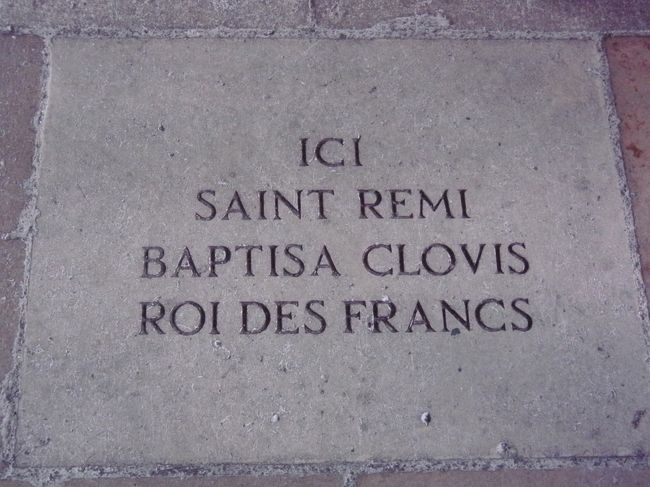 ICI
SAINT REMI
BAPTISA CLOVIS
ROI DES FRANCS